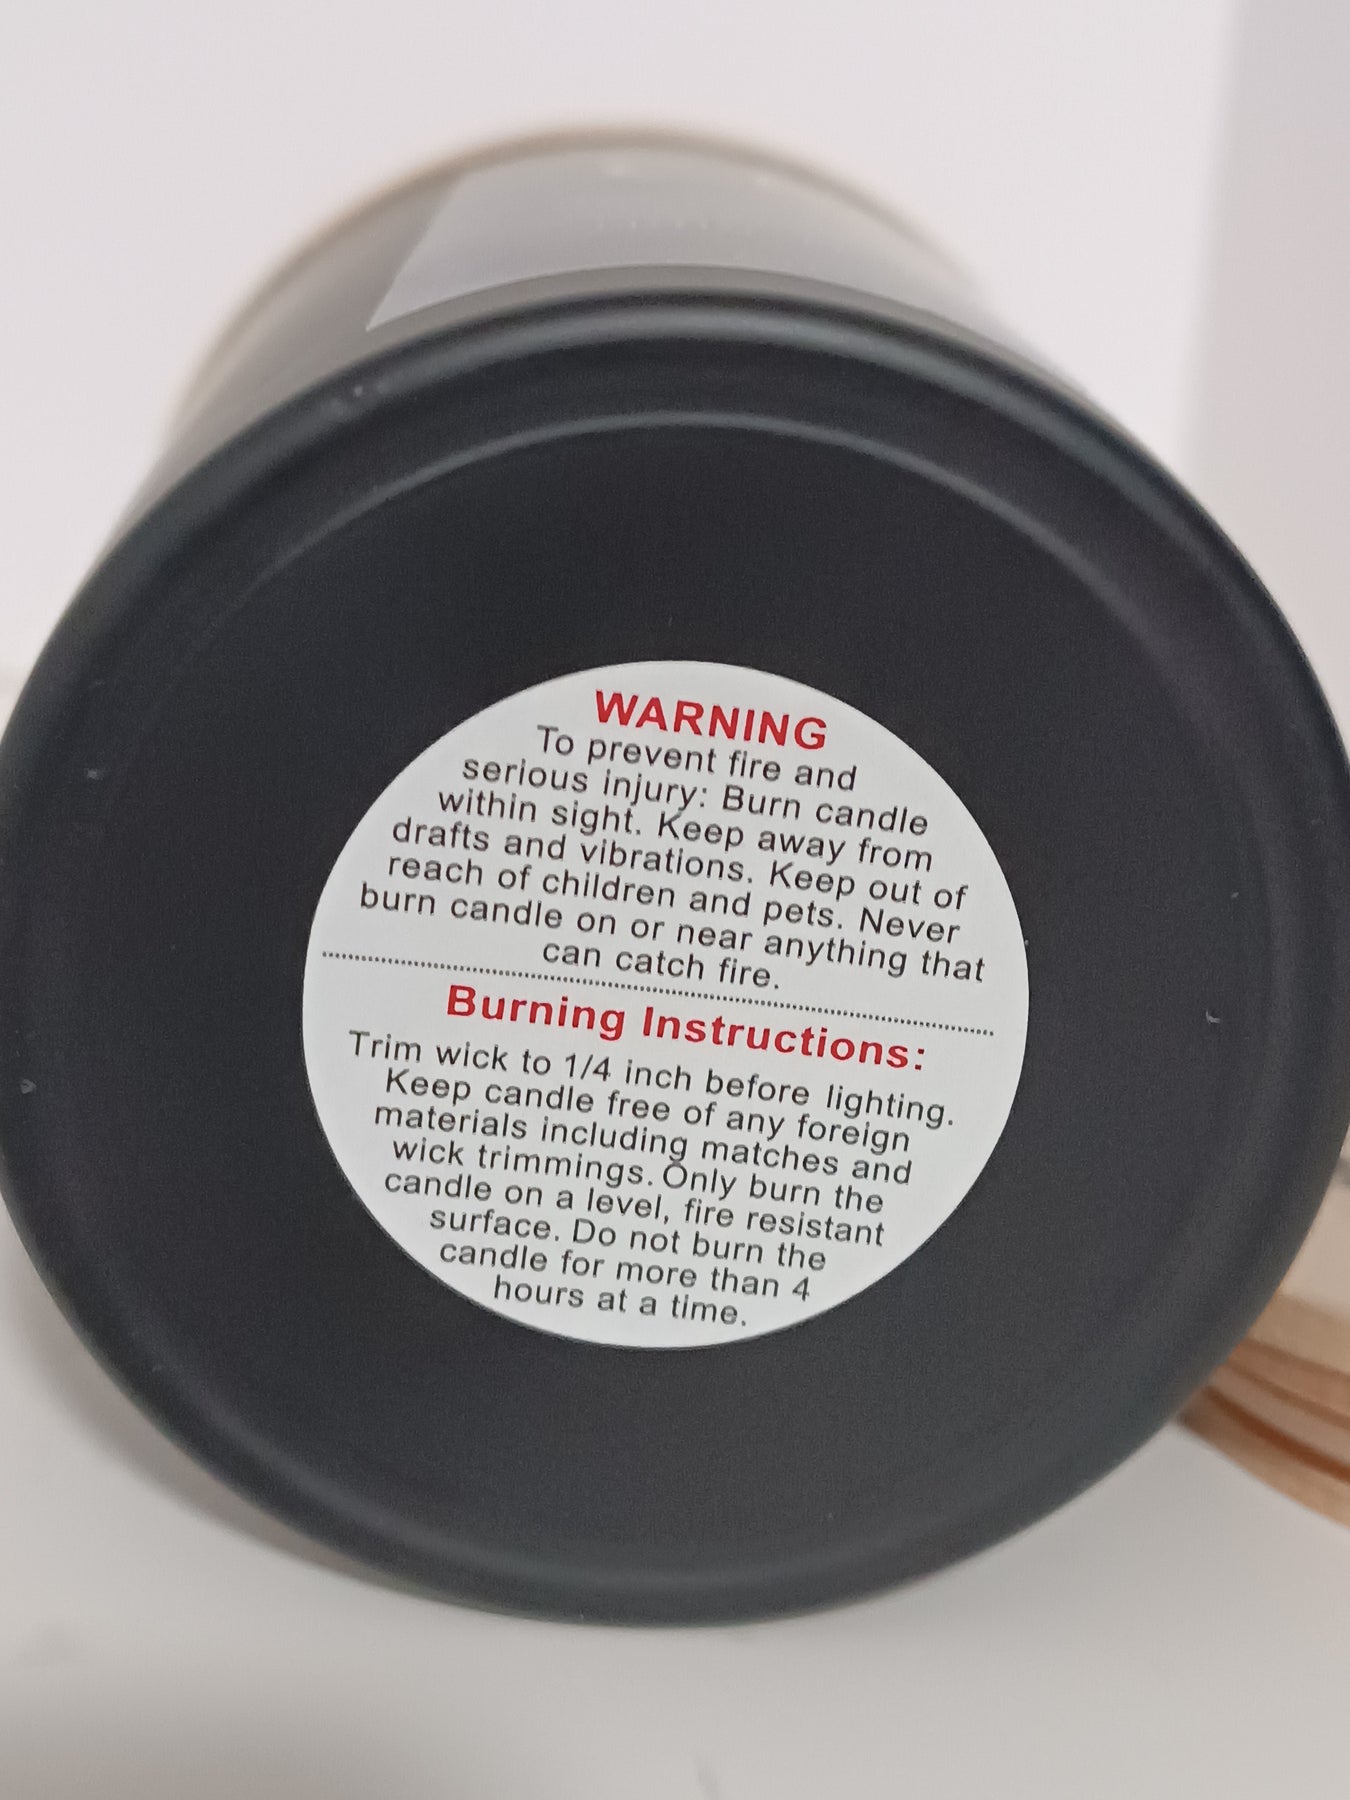 WARNING
To prevent fire and
serious injury: Burn candle
within sight. Keep away from
drafts and vibrations. Keep out of
reach of children and pets. Never
burn candle on or near anything that
can catch fire.
Burning Instructions:
Trim wick to 1/4 inch before lighting.
Keep candle free of any foreign
materials including matches and
wick trimmings. Only burn the
candle on a level, fire resistant
surface. Do not burn the
candle for more than 4
hours at a time.